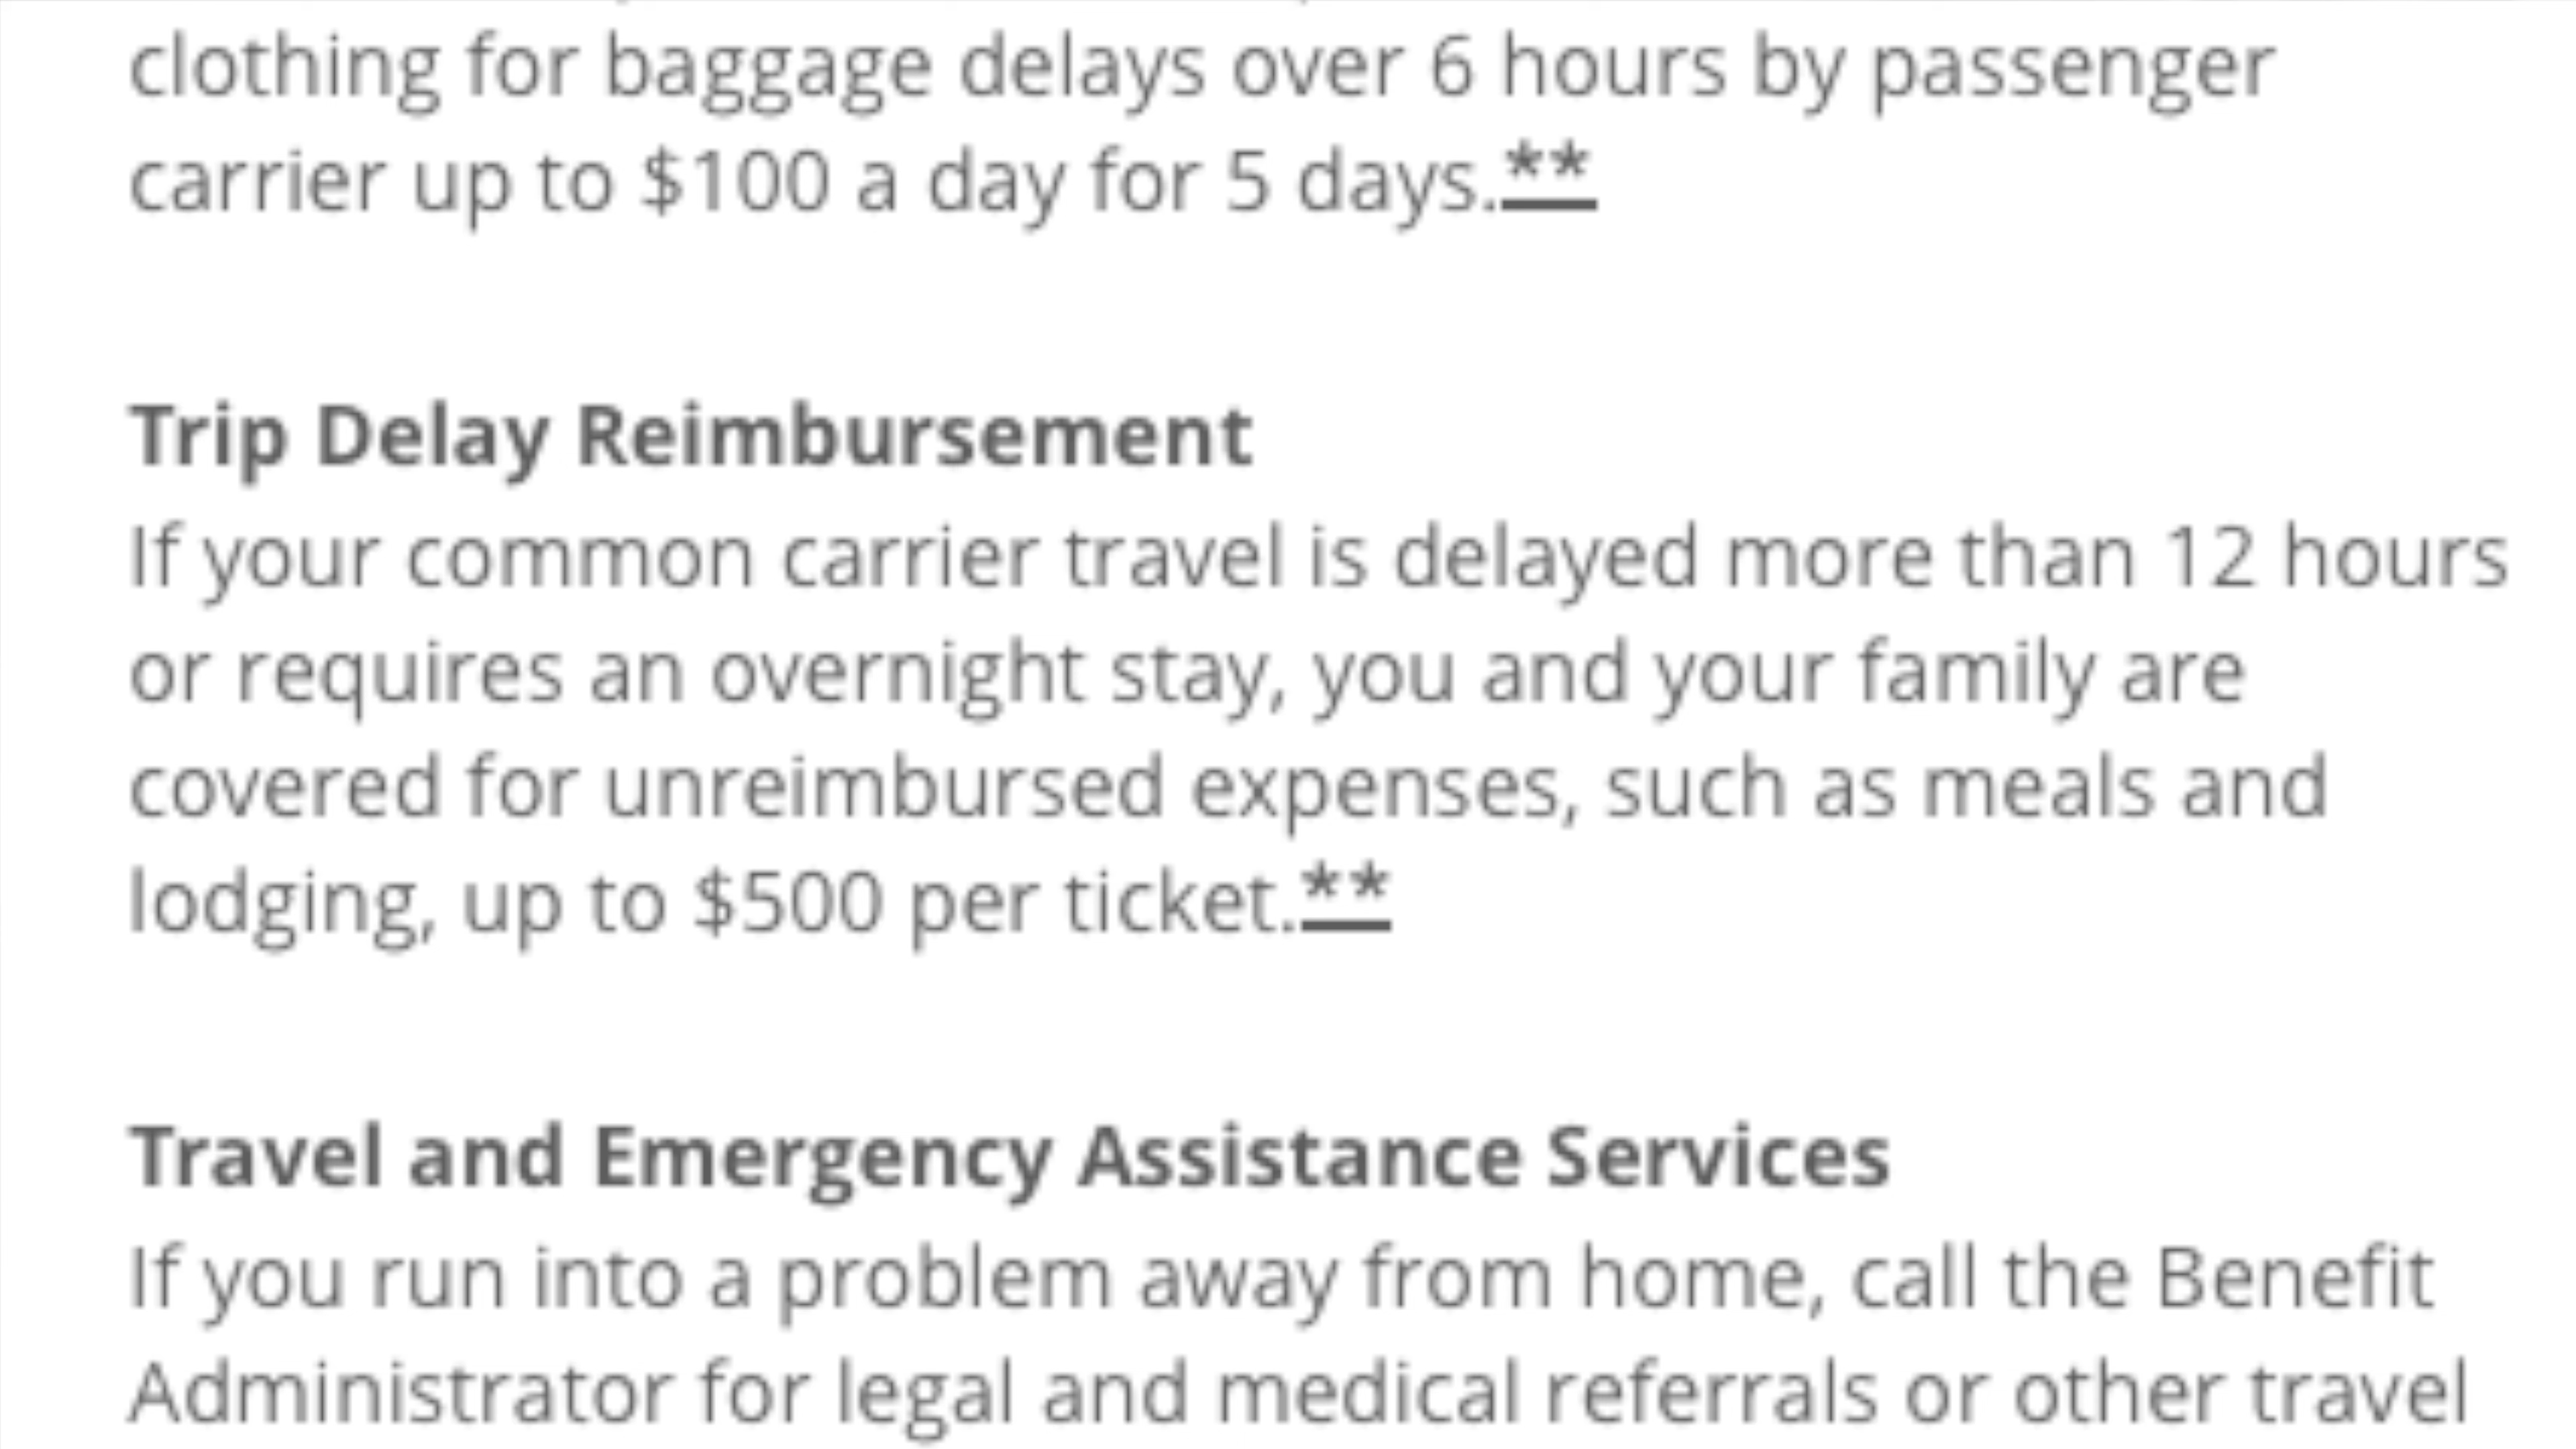 clothing for baggage delays over 6 hours by passenger
carrier up to $100 a day for 5 days.**
Trip Delay Reimbursement
If your common carrier travel is delayed more than 12 hours
or requires an overnight stay, you and your family are
covered for unreimbursed expenses, such as meals and
lodging, up to $500 per ticket.**
Travel and Emergency Assistance Services
If you run into a problem away from home, call the Benefit
Administrator for legal and medical referrals or other travel